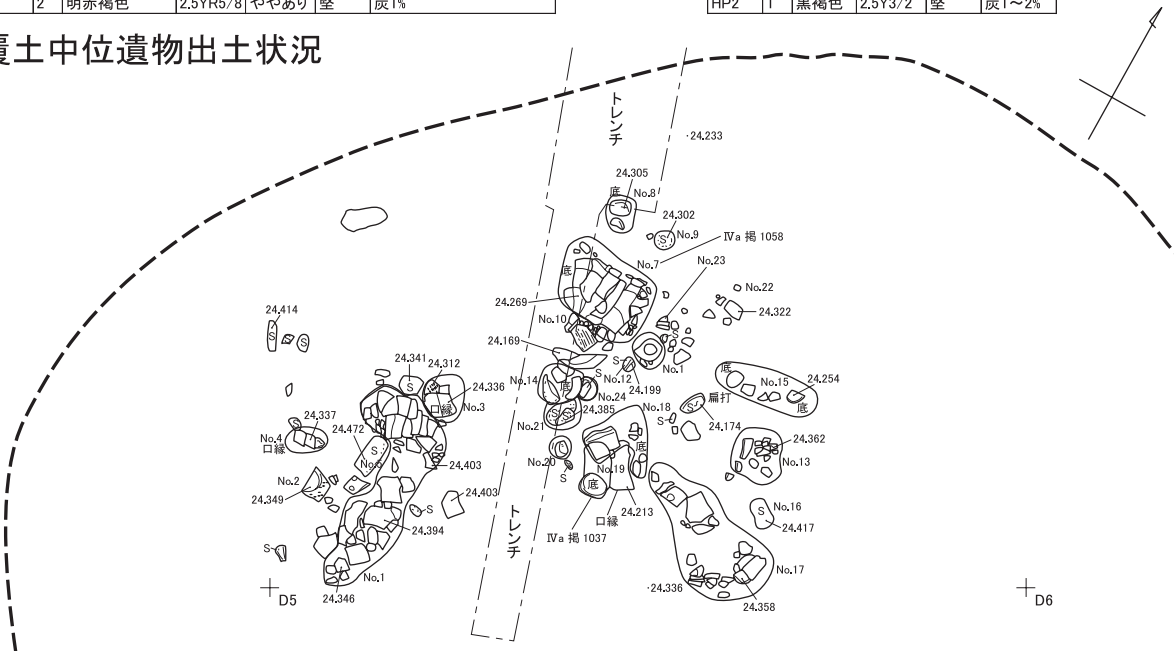 2 明赤褐色 2.5YR5/8 ややあり 堅 炭1%
HP2 1 黒褐色 2.5Y3/2 堅 炭1～2%
覆土中位遺物出土状況
トレンチ
24.233
24.305
底 No.8
24.302
S No.9
Ⅳa 掲 1058
No.7
No.23
底
No.22
24.269
24.322
24.414
No.10
S
S
S
24.169
24.341
24.312
S
No.1
S
24.336
No.14
底
S
No.12
24.199
底
No.15
24.254
口縁
No.3
No.24
扁打
底
S
S
S
24.385
No.18
S
24.174
24.337
No.21
S
24.362
No.4
口縁
24.472
S
底
No.13
No.5
24.403
No.20
No.19
No.2
S
24.403
底
No.16
24.349
S
24.213
S
24.417
24.394
口縁
トレンチ
Ⅳa 掲 1037
S
No.1
No.17
24.336
24.346
24.358
D5
D6